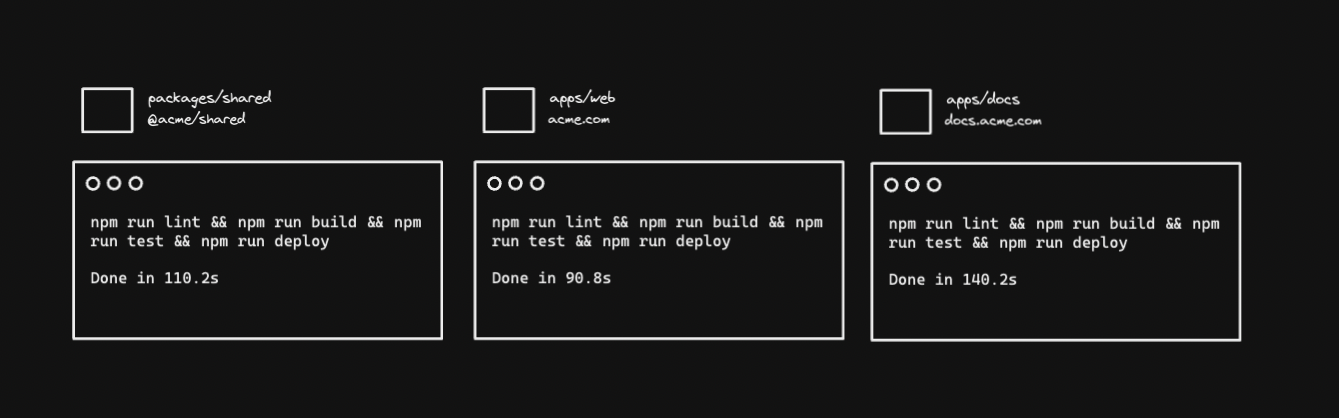 packages/shared
@acme/shared
npm run lint && npm run build && npm
run test && npm run deploy
Done in 110.2s
apps/web
acme.com
npm run lint && npm run build && npm
run test && npm run deploy
Done in 90.8s
apps/docs
docs.acme.com
npm run lint && npm run build && npm
run test && npm run deploy
Done in 140.2s